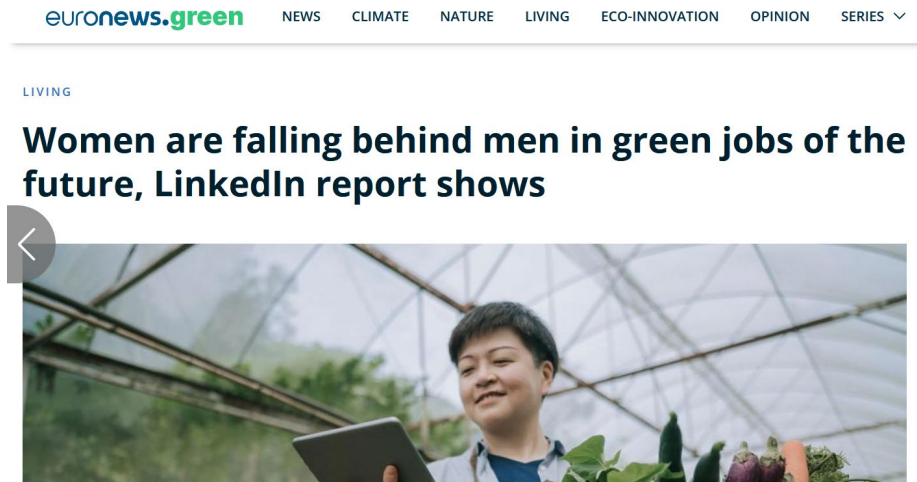 euronews.green NEWS CLIMATE NATURE LIVING ECO-INNOVATION OPINION SERIES
LIVING
Women are falling behind men in green jobs of the
future, LinkedIn report shows